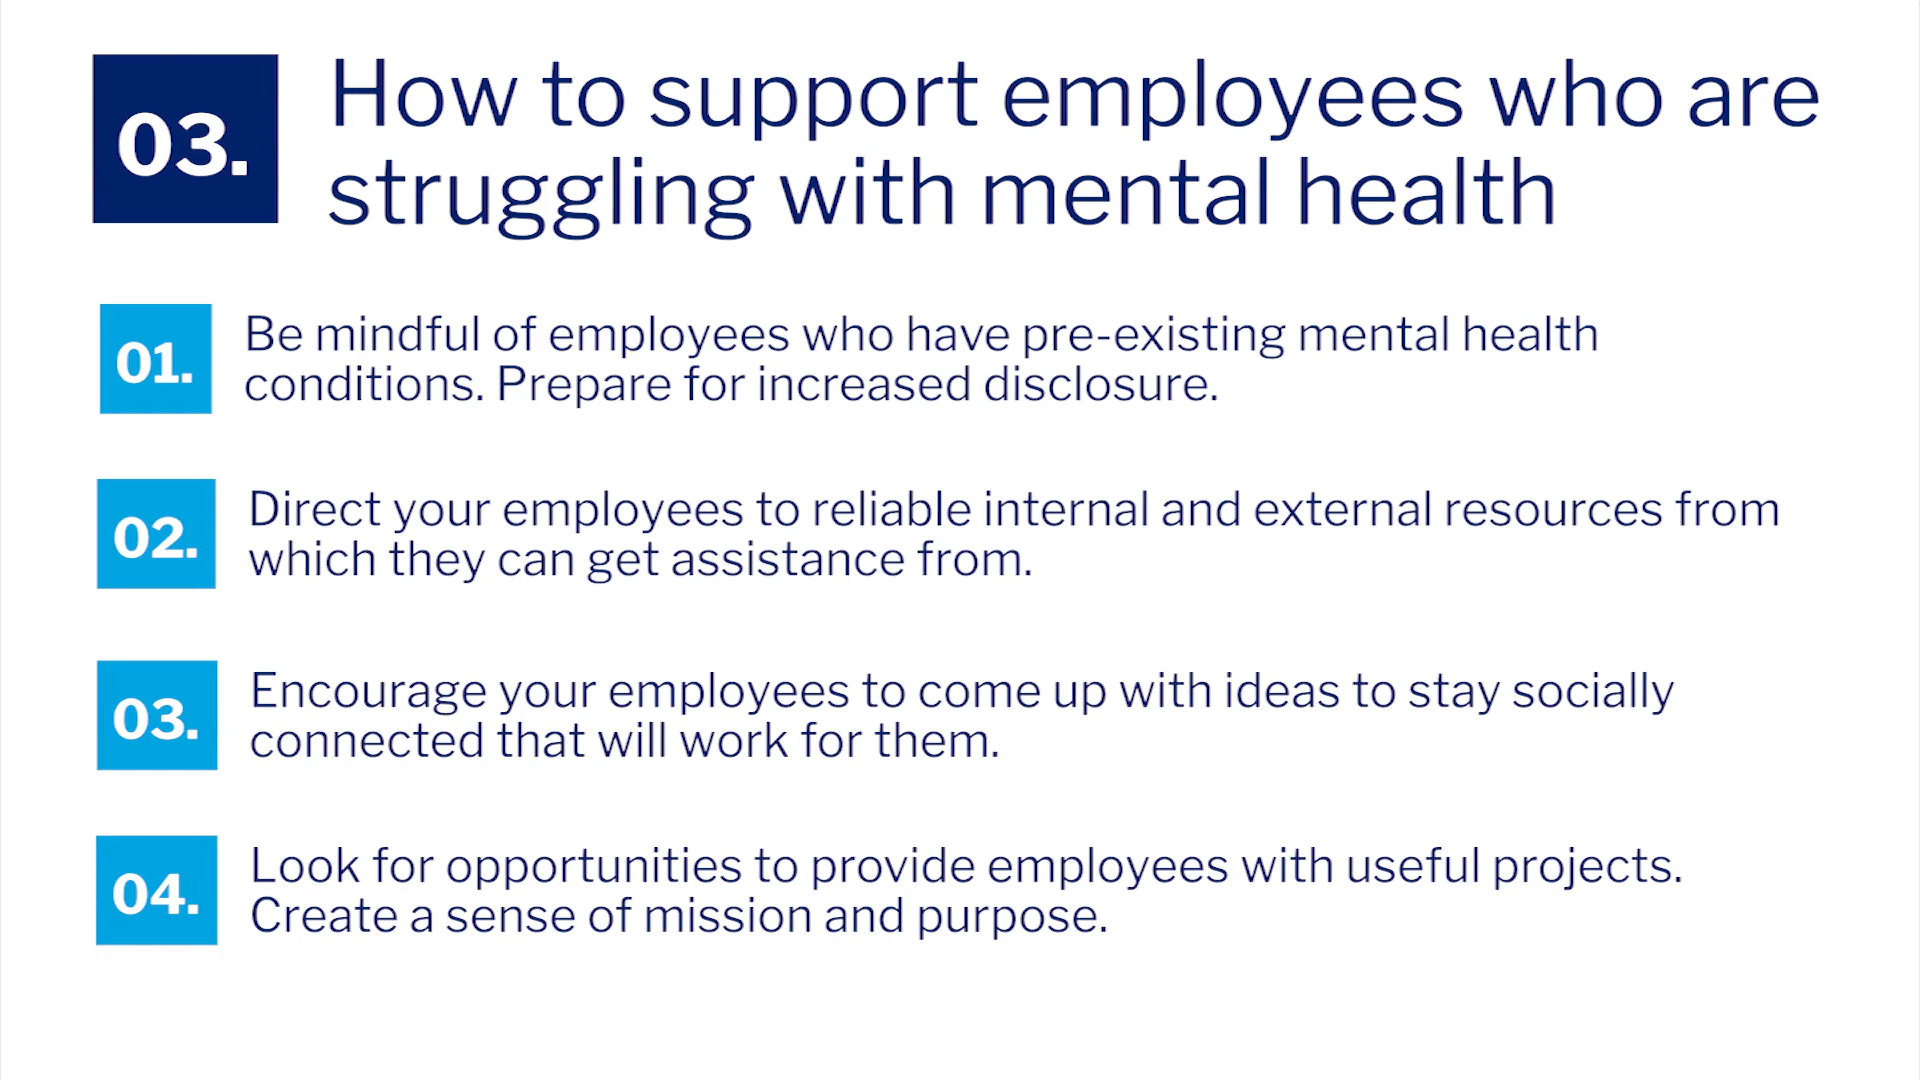 03.
How to support employees who are
struggling with mental health
01.
Be mindful of employees who have pre-existing mental health
conditions. Prepare for increased disclosure.
02.
Direct your employees to reliable internal and external resources from
which they can get assistance from.
03.
Encourage your employees to come up with ideas to stay socially
connected that will work for them.
04.
Look for opportunities to provide employees with useful projects.
Create a sense of mission and purpose.